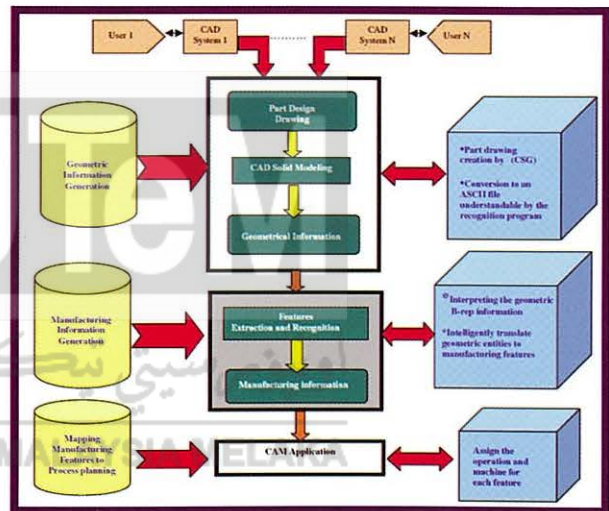 User 1
CAD
System 1
..........
CAD
System N
User N
Part Design
Drawing
Geometric
Information
Generation
CAD Solid Modeling
Geometrical Information
•Part drawing
creation by (CSG)
•Conversion to an
ASCII file
understandable by the
recognition program
Manufacturing
Information
Generation
Features
Extraction and Recognition
Manufacturing information
Interpreting the geometric
B-rep information
*Intelligently translate
geometric entities to
manufacturing features
Mapping
Manufacturing
Features to
Process planning
CAM Application
Assign the
operation and
machine for
each feature
TeM
MALAYSIA MELAKA